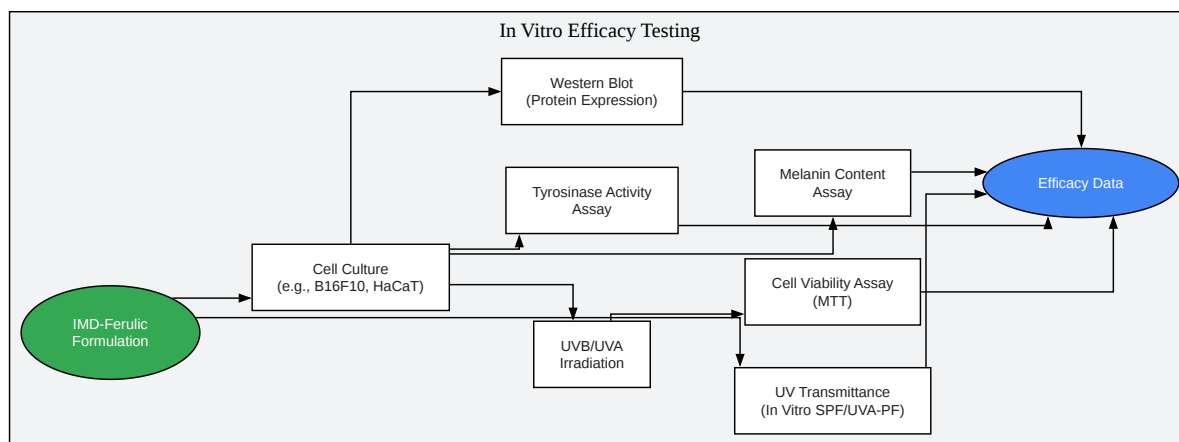 In Vitro Efficacy Testing
Western Blot
(Protein Expression)
Melanin Content
Assay
Efficacy Data
Tyrosinase Activity
Assay
Cell Culture
(e.g., B16F10, HaCaT)
Cell Viability Assay
(MTT)
IMD-Ferulic
Formulation
UVB/UVA
Irradiation
UV Transmittance
(In Vitro SPF/UVA-PF)